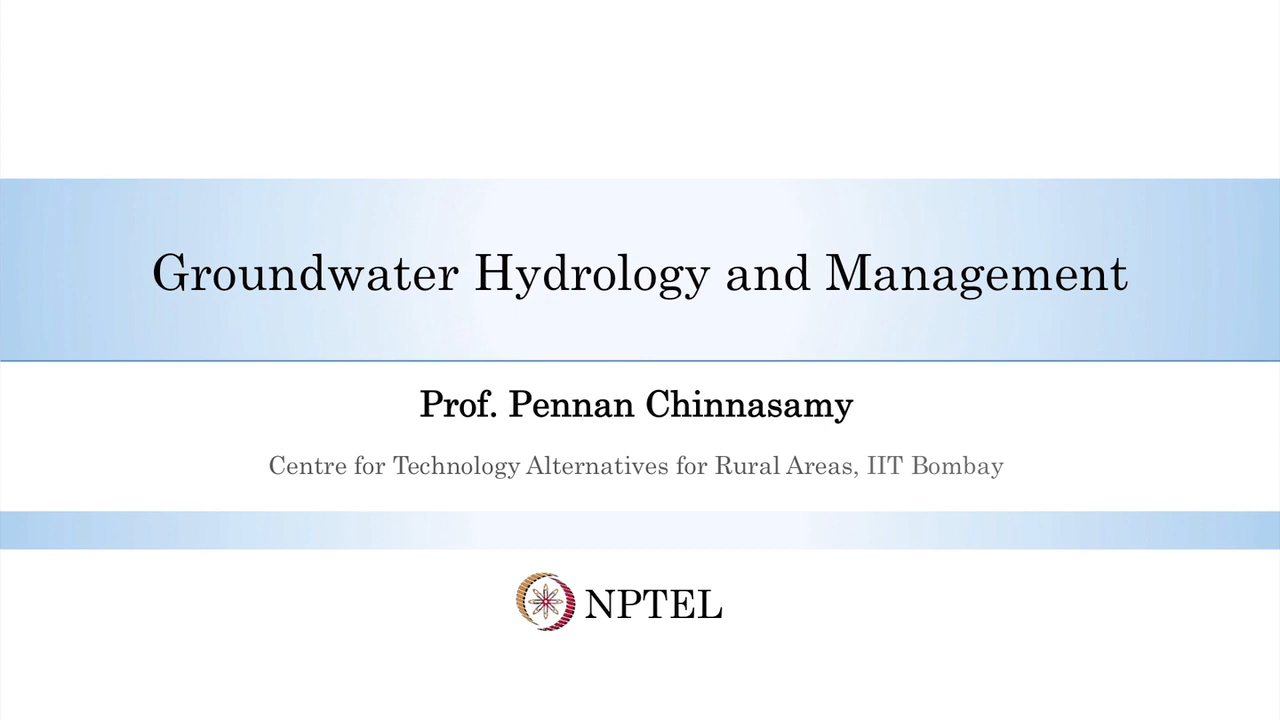 Groundwater Hydrology and Management
Prof. Pennan Chinnasamy
Centre for Technology Alternatives for Rural Areas, IIT Bombay
NPTEL